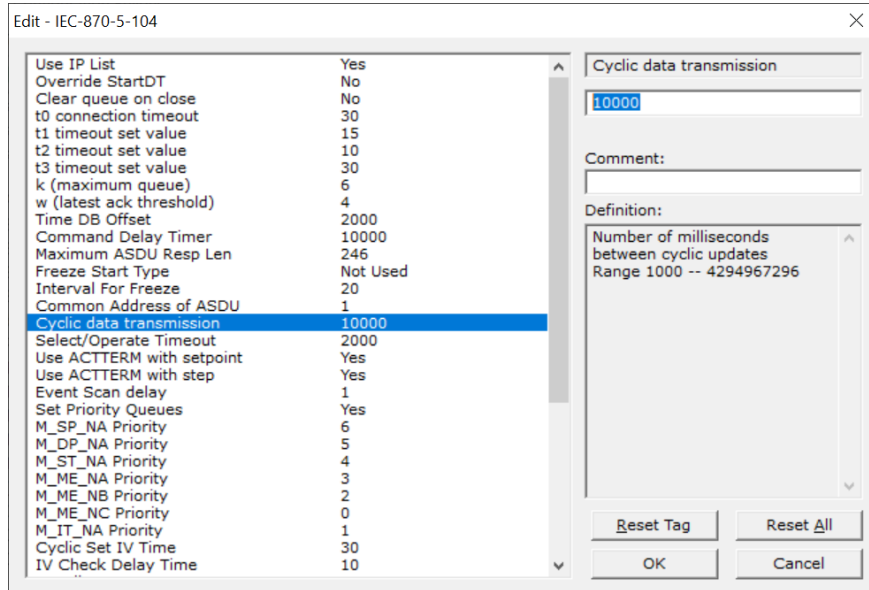 Edit - IEC-870-5-104
Use IP List Yes
Override StartDT No
Clear queue on close No
t0 connection timeout 30
t1 timeout set value 15
t2 timeout set value 10
t3 timeout set value 30
k (maximum queue) 6
w (latest ack threshold) 4
Time DB Offset 2000
Command Delay Timer 10000
Maximum ASDU Resp Len 246
Freeze Start Type Not Used
Interval For Freeze 20
Common Address of ASDU 1
Cyclic data transmission 10000
Select/Operate Timeout 2000
Use ACTTERM with setpoint Yes
Use ACTTERM with step Yes
Event Scan delay 1
Set Priority Queues Yes
M_SP_NA Priority 6
M_DP_NA Priority 5
M_ST_NA Priority 4
M_ME_NA Priority 3
M_ME_NB Priority 2
M_ME_NC Priority 0
M_IT_NA Priority 1
Cyclic Set IV Time 30
IV Check Delay Time 10
Cyclic data transmission
10000
Comment:
Definition:
Number of milliseconds
between cyclic updates
Range 1000 -- 4294967296
Reset Tag Reset All
OK Cancel